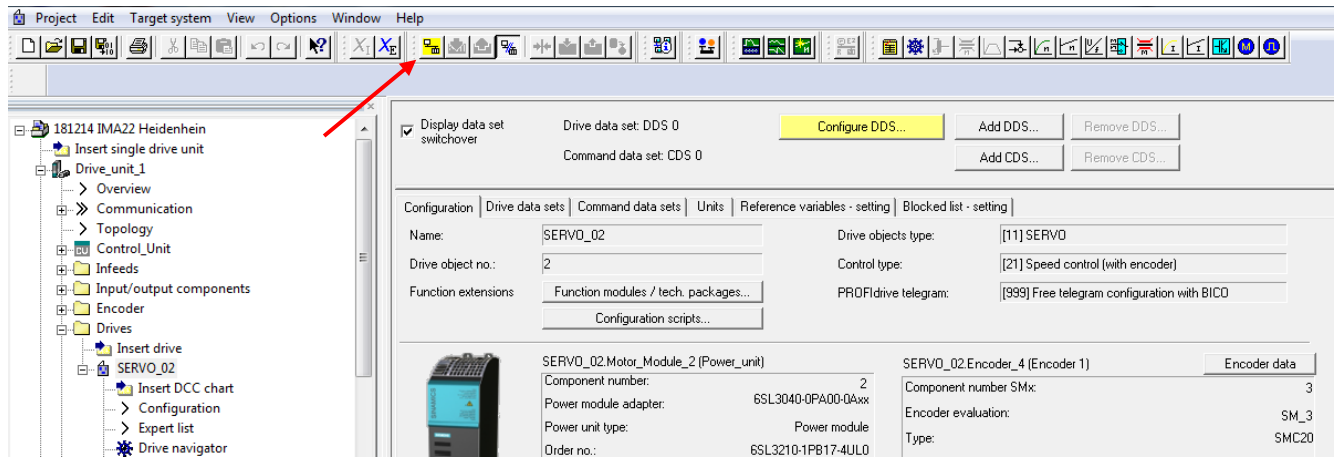 Project Edit Target system View Options Window Help
181214 IMA22 Heidenhein
Insert single drive unit
Drive_unit_1
Overview
Communication
Topology
Control_Unit
Infeeds
Input/output components
Encoder
Drives
Insert drive
SERVO_02
Insert DCC chart
Configuration
Expert list
Drive navigator
Display data set switchover
Drive data set: DDS 0
Configure DDS...
Add DDS...
Remove DDS...
Command data set: CDS 0
Add CDS...
Remove CDS...
Configuration Drive data sets Command data sets Units Reference variables - setting Blocked list - setting
Name: SERVO_02 Drive objects type: [11] SERVO
Drive object no.: 2 Control type: [21] Speed control (with encoder)
Function extensions Function modules / tech. packages... PROFIdrive telegram: [999] Free telegram configuration with BICO
Configuration scripts...
SERVO_02.Motor_Module_2 (Power_unit)
Component number: 2
Power module adapter: 6SL3040-0PA00-0Axx
Power unit type: Power module
Order no.: 6SL3210-1PB17-4UL0
SERVO_02.Encoder_4 (Encoder 1) Encoder data
Component number SMx: 3
Encoder evaluation: SM_3
Type: SMC20